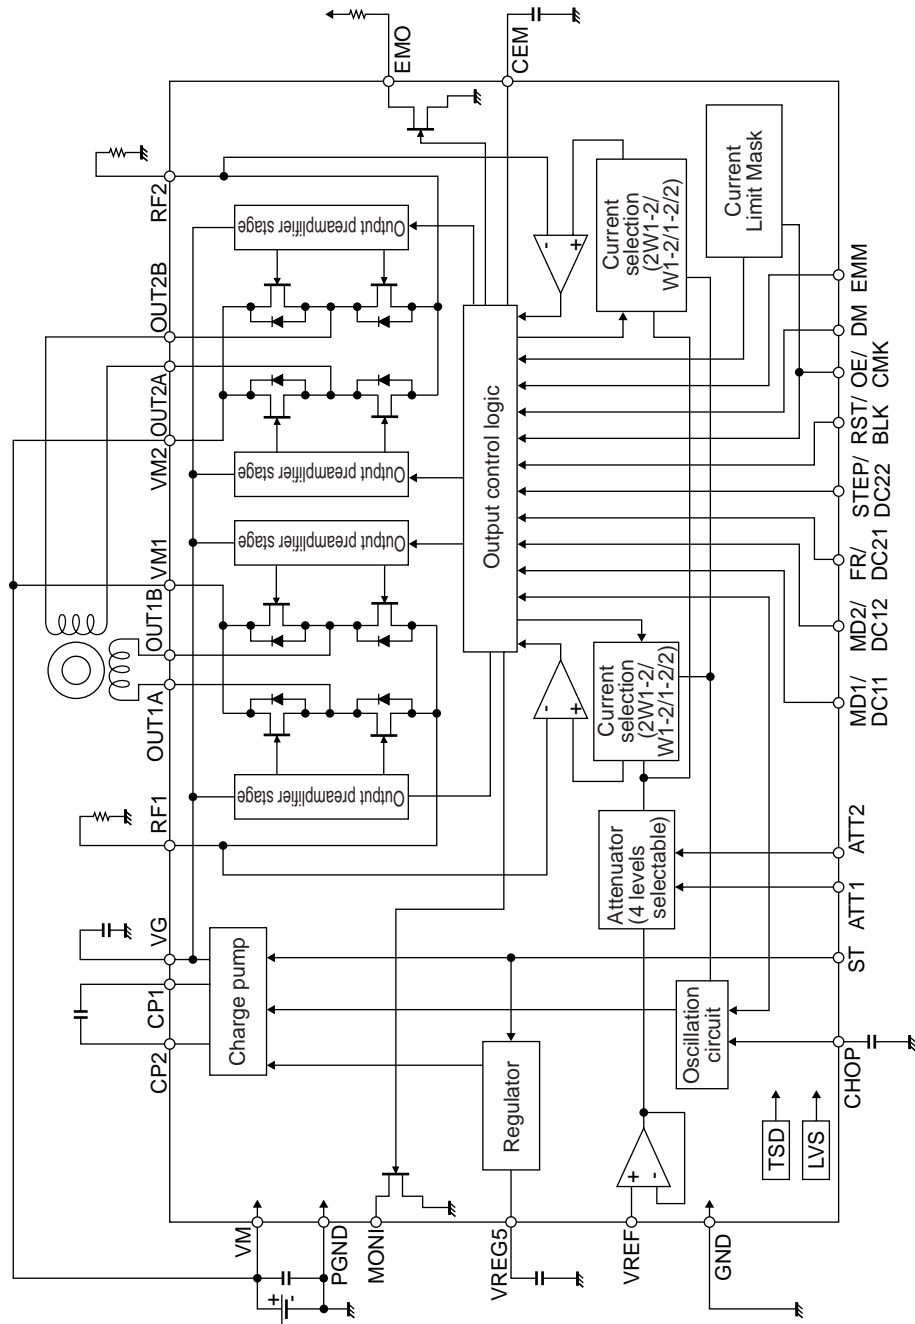 VM
PGND
MONI
VREG5
VREF
GND
+
-
CP2
CP1
VG
RF1
OUT1A
OUT1B
VM1
VM2
OUT2A
OUT2B
RF2
EMO
CEM
Charge pump
Regulator
+
-
TSD
LVS
Oscillation
circuit
Attenuator
(4 levels
selectable)
Current
selection
(2W1-2/
W1-2/1-2/2)
-
+
Output preamplifier stage
Output preamplifier stage
Output preamplifier stage
Output preamplifier stage
Output control logic
-
+
Current
selection
(2W1-2/
W1-2/1-2/2)
Current
Limit Mask
CHOP
ST
ATT1
ATT2
MD1/
DC11
MD2/
DC12
FR/
DC21
STEP/
DC22
RST/
BLK
OE/
CMK
DM
EMM